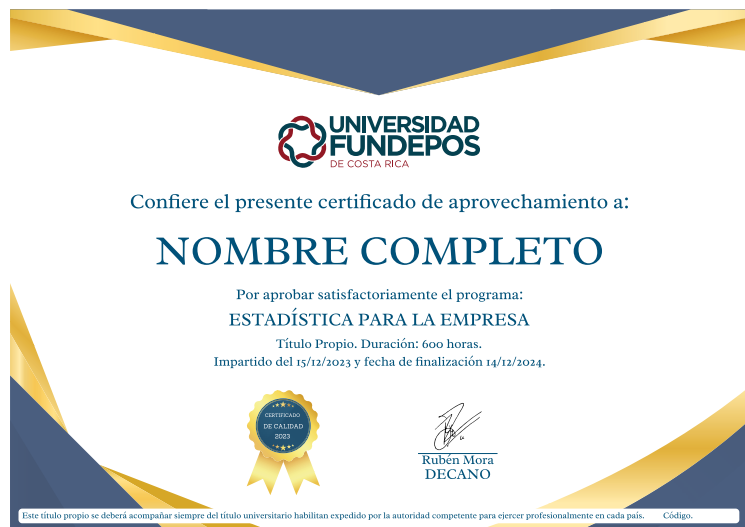 UNIVERSIDAD
FUNDEPOS
DE COSTA RICA
Confiere el presente certificado de aprovechamiento a:
NOMBRE COMPLETO
Por aprobar satisfactoriamente el programa:
ESTADÍSTICA PARA LA EMPRESA
Título Propio. Duración: 600 horas.
Impartido del 15/12/2023 y fecha de finalización 14/12/2024.
CERTIFICADO
DE CALIDAD
2023
Rubén Mora
DECANO
Este título propio se deberá acompañar siempre del título universitario habilitan expedido por la autoridad competente para ejercer profesionalmente en cada país. Código.